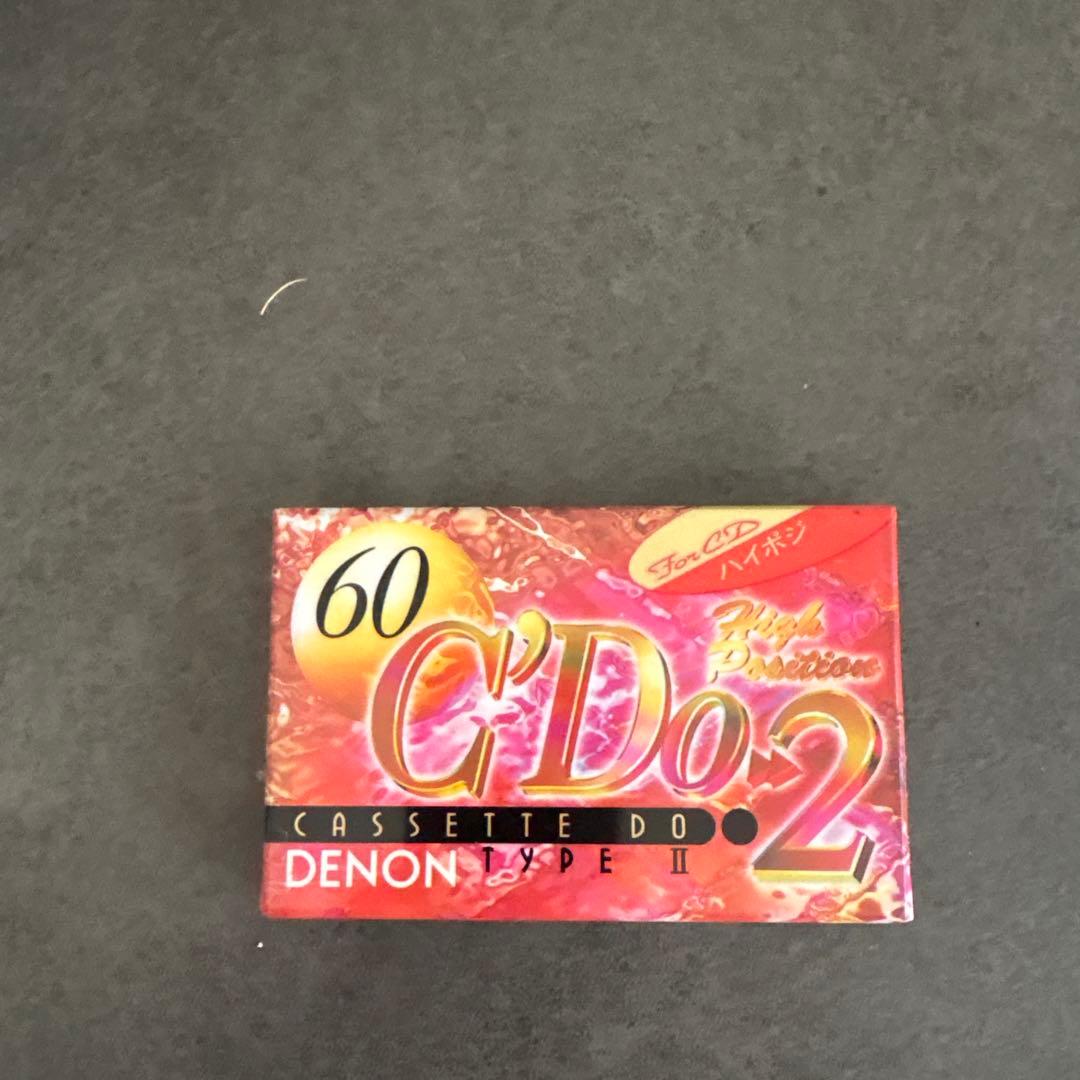 60
For CD
ハイポジ
High
Position
C'Do 2
CASSETTE DO
DENON TYPE II